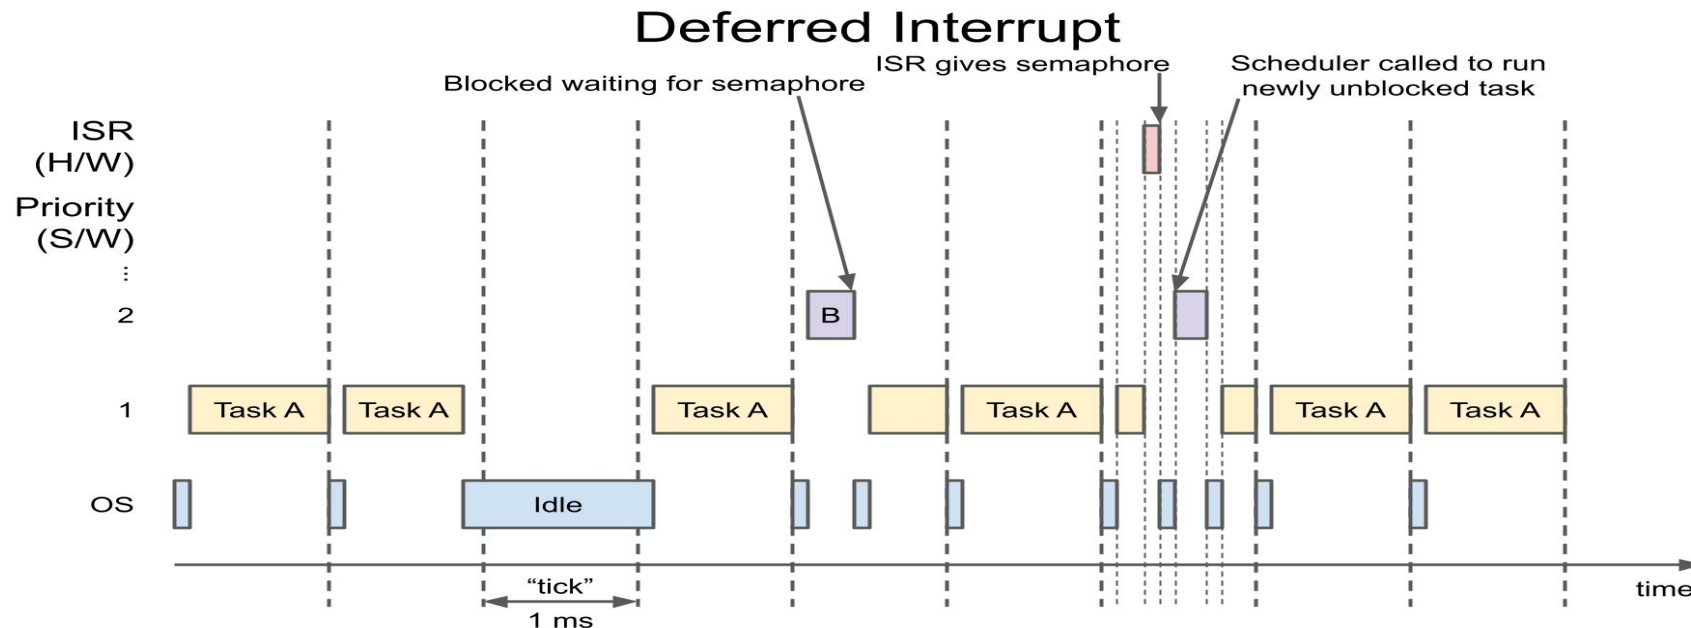 Deferred Interrupt
Blocked waiting for semaphore
ISR gives semaphore
Scheduler called to run
newly unblocked task
ISR
(H/W)
Priority
(S/W)
⋮
2
B
1
Task A
Task A
Task A
Task A
Task A
Task A
OS
Idle
"tick"
1 ms
time